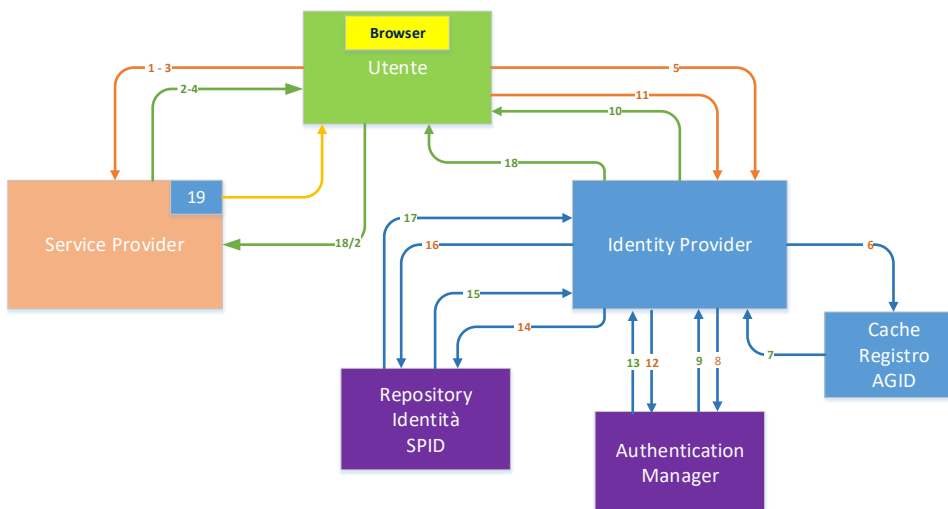 Browser
Utente
1 - 3
5
2-4
11
10
18
19
17
Service Provider
18/2
16
Identity Provider
6
15
14
Cache
Registro
AGID
7
13
12
9
8
Repository
Identità
SPID
Authentication
Manager